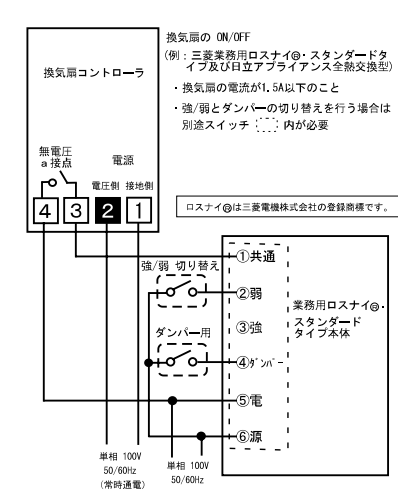 換気扇の ON/OFF
(例：三菱業務用ロスナイ®・スタンダードタ
イプ及び日立アプライアンス全熱交換型)
・換気扇の電流が1.5A以下のこと
・強/弱とダンパーの切り替えを行う場合は
別途スイッチ 内が必要
換気扇コントローラ
無電圧
a 接点
電源
電圧側 接地側
4 3 2 1
ロスナイ®は三菱電機株式会社の登録商標です。
①共通
強/弱 切り替え
②弱
業務用ロスナイ®・
スタンダード
タイプ本体
③強
ダンパー用
④ダンパー
⑤電
⑥源
単相 100V
50/60Hz
(常時通電)
単相 100V
50/60Hz